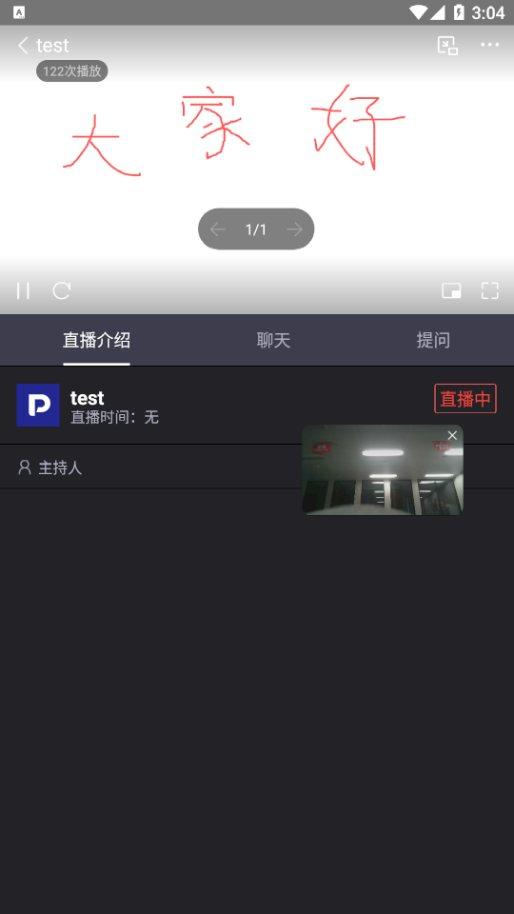 3:04
test
122次播放
大家好
1/1
直播介绍 聊天 提问
test
直播时间：无
直播中
主持人